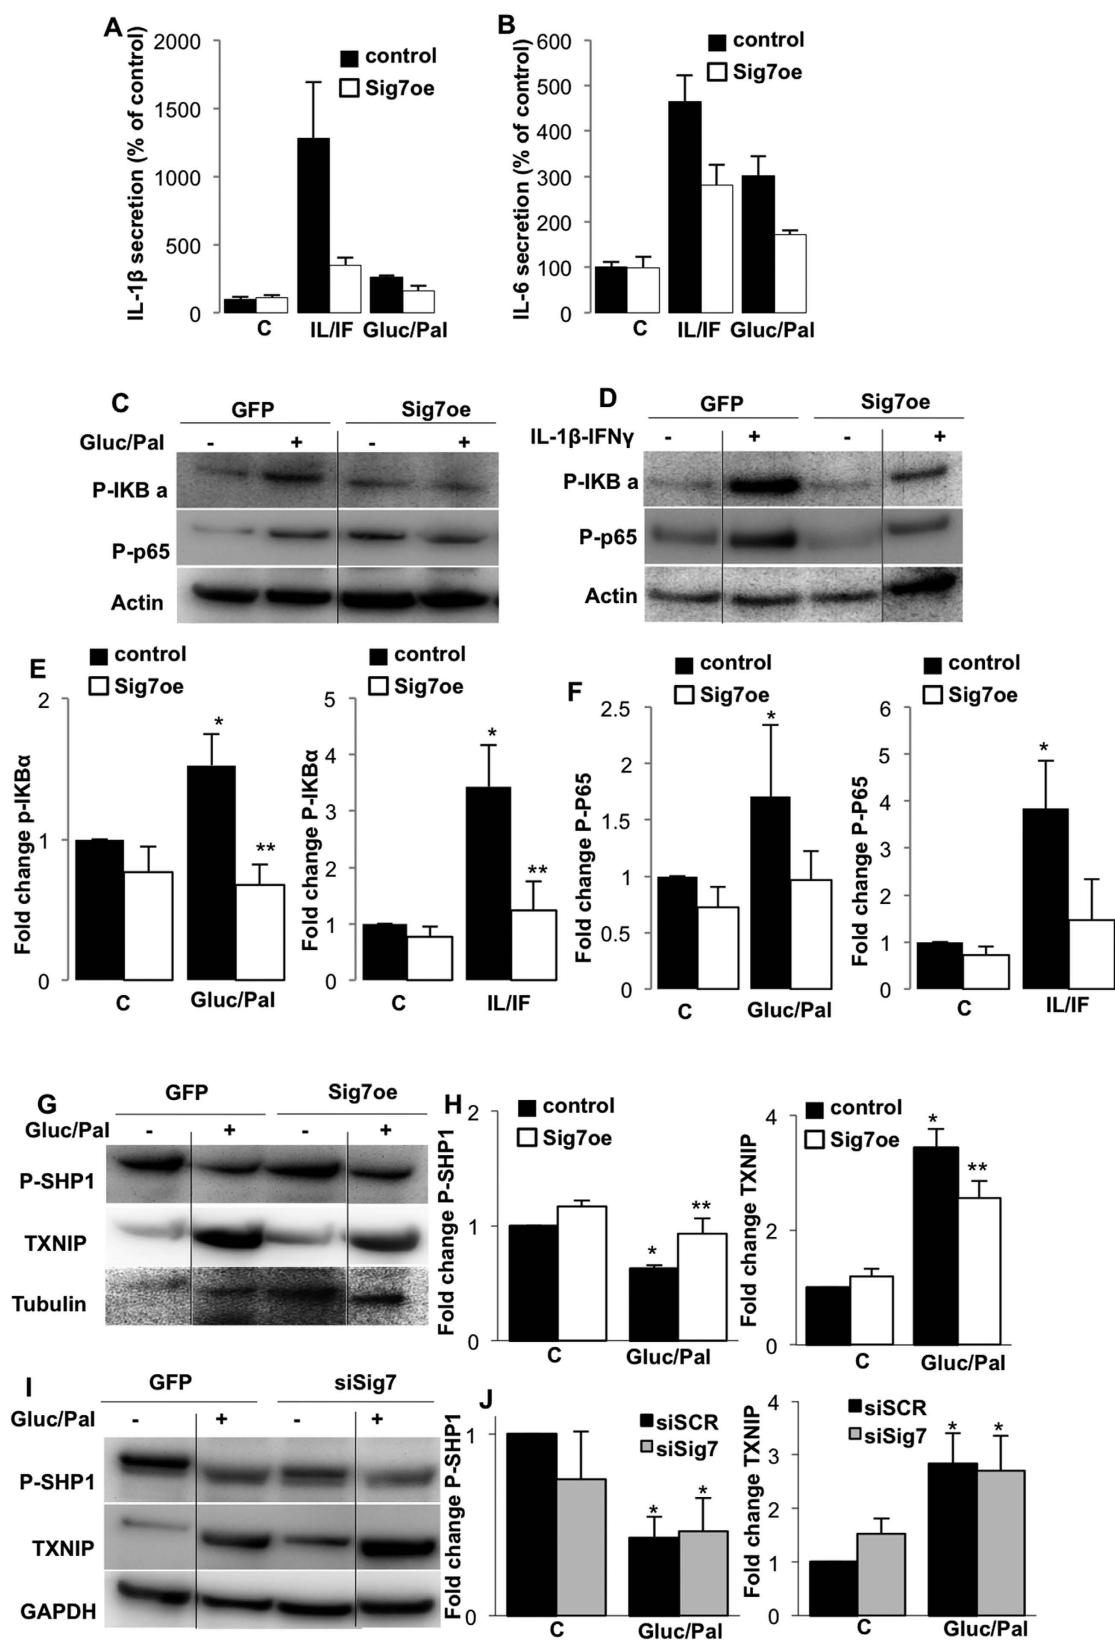 A
IL-1β secretion (% of control)
2000
1500
1000
500
0
control
Sig7oe
C IL/IF Gluc/Pal
B
IL-6 secretion (% of control)
600
500
400
300
200
100
0
control
Sig7oe
C IL/IF Gluc/Pal
C
GFP Sig7oe
Gluc/Pal - + - +
P-IKB a
P-p65
Actin
D
GFP Sig7oe
IL-1β-IFNγ - + - +
P-IKB a
P-p65
Actin
E
control
Sig7oe
Fold change p-IKBα
2
1
0
*
**
C Gluc/Pal
control
Sig7oe
Fold change P-IKBα
5
4
3
2
1
0
*
**
C IL/IF
F
control
Sig7oe
Fold change P-P65
2.5
2
1.5
1
0.5
0
*
C Gluc/Pal
control
Sig7oe
Fold change P-P65
6
5
4
3
2
1
0
*
C IL/IF
G
GFP Sig7oe
Gluc/Pal - + - +
P-SHP1
TXNIP
Tubulin
H
control
Sig7oe
Fold change P-SHP1
2
1
0
*
**
C Gluc/Pal
control
Sig7oe
Fold change TXNIP
4
2
0
*
**
C Gluc/Pal
I
GFP siSig7
Gluc/Pal - + - +
P-SHP1
TXNIP
GAPDH
J
siSCR
siSig7
Fold change P-SHP1
1
0
*
*
C Gluc/Pal
siSCR
siSig7
Fold change TXNIP
4
3
2
1
0
*
*
C Gluc/Pal